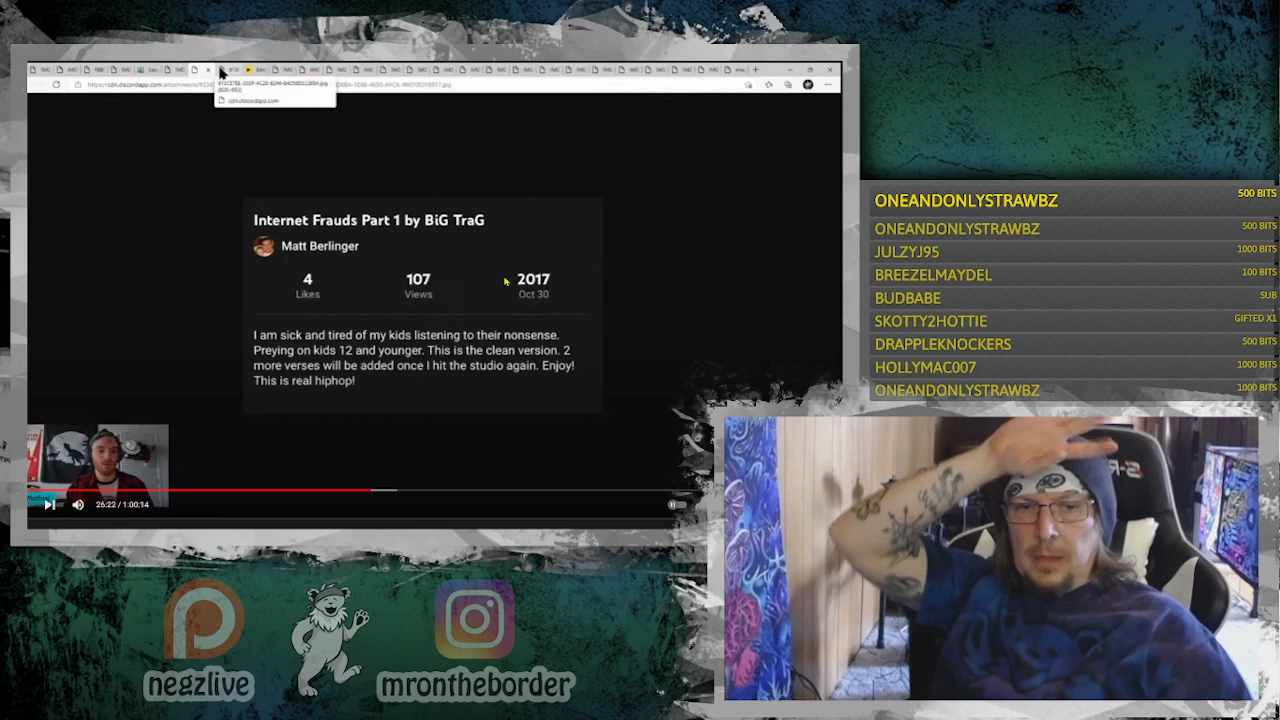 Internet Frauds Part 1 by BiG TraG
Matt Berlinger
4 107 2017
Likes Views Oct 30
I am sick and tired of my kids listening to their nonsense.
Preying on kids 12 and younger. This is the clean version. 2
more verses will be added once I hit the studio again. Enjoy!
This is real hiphop!
26:22 / 1:00:14
cdn.discordapp.com
ONEANDONLYSTRAWBZ 500 BITS
ONEANDONLYSTRAWBZ 500 BITS
JULZYJ95 1000 BITS
BREEZELMAYDEL 100 BITS
BUDBABE SUB
SKOTTY2HOTTIE GIFTED X1
DRAPPLEKNOCKERS 500 BITS
HOLLYMAC007 1000 BITS
ONEANDONLYSTRAWBZ 1000 BITS
negzlive
mrontheborder